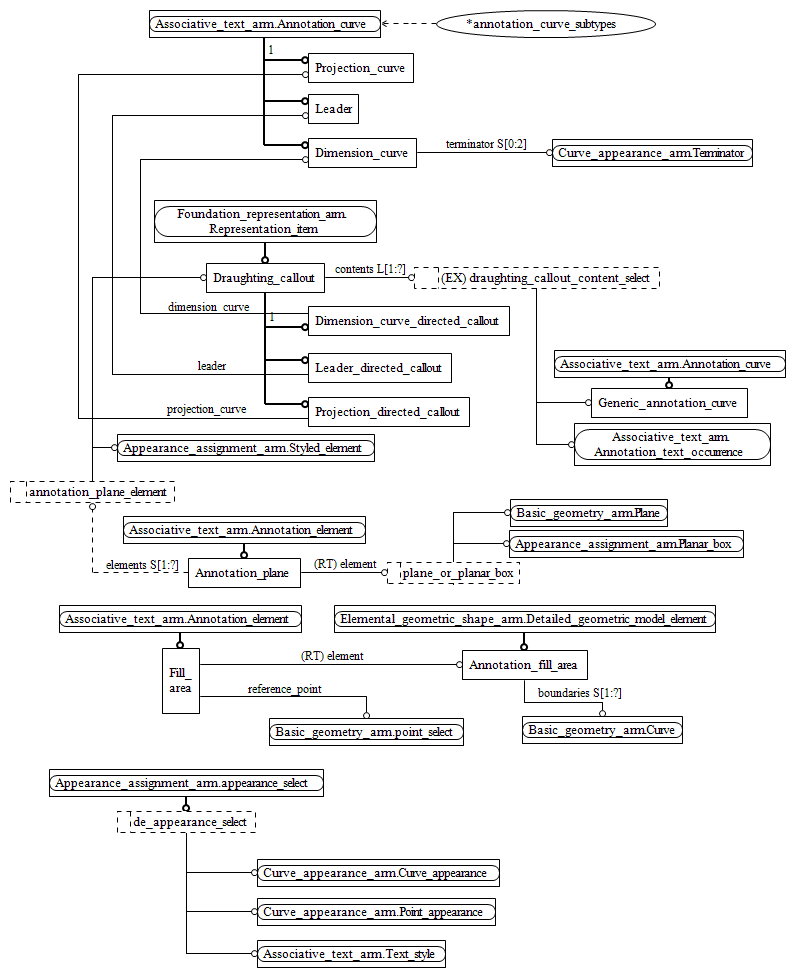 Associative_text_arm.Annotation_curve
*annotation_curve_subtypes
1
Projection_curve
Leader
Dimension_curve
terminator S[0:2]
Curve_appearance_arm.Terminator
Foundation_representation_arm.
Representation_item
Draughting_callout
contents L[1:?]
(EX) draughting_callout_content_select
dimension_curve
1
Dimension_curve_directed_callout
leader
Leader_directed_callout
Associative_text_arm.Annotation_curve
Generic_annotation_curve
projection_curve
Projection_directed_callout
Associative_text_arm.
Annotation_text_occurrence
Appearance_assignment_arm.Styled_element
annotation_plane_element
Basic_geometry_arm.Plane
Associative_text_arm.Annotation_element
Appearance_assignment_arm.Planar_box
elements S[1:?]
Annotation_plane
(RT) element
plane_or_planar_box
Associative_text_arm.Annotation_element
Elemental_geometric_shape_arm.Detailed_geometric_model_element
Fill_
area
(RT) element
Annotation_fill_area
reference_point
boundaries S[1:?]
Basic_geometry_arm.point_select
Basic_geometry_arm.Curve
Appearance_assignment_arm.appearance_select
de_appearance_select
Curve_appearance_arm.Curve_appearance
Curve_appearance_arm.Point_appearance
Associative_text_arm.Text_style